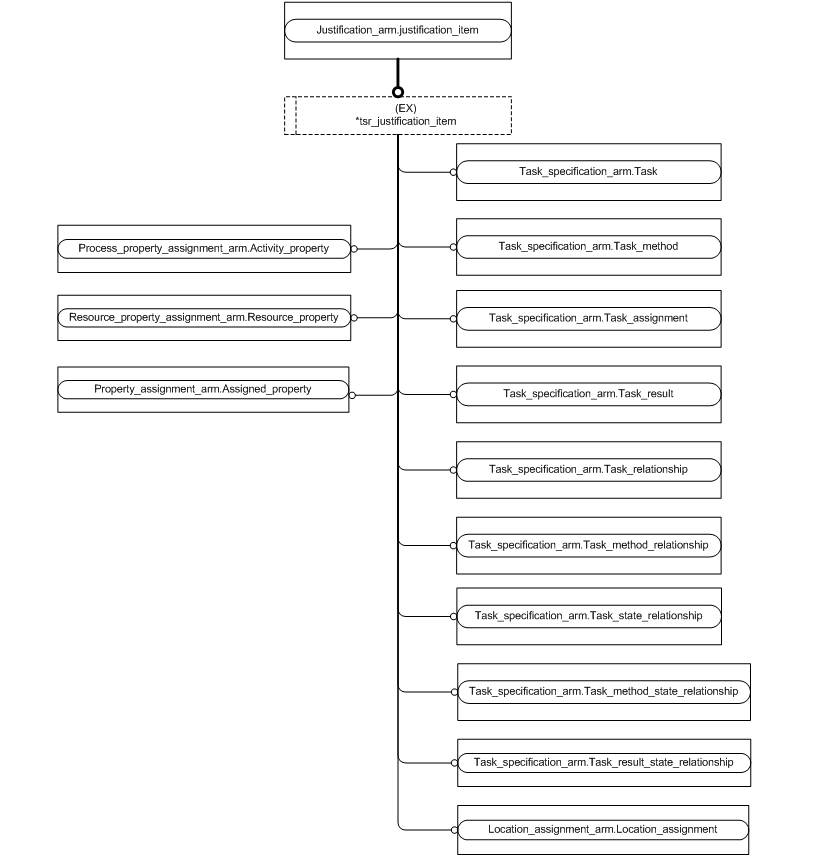 Justification_arm.justification_item
(EX)
*tsr_justification_item
Task_specification_arm.Task
Process_property_assignment_arm.Activity_property
Task_specification_arm.Task_method
Resource_property_assignment_arm.Resource_property
Task_specification_arm.Task_assignment
Property_assignment_arm.Assigned_property
Task_specification_arm.Task_result
Task_specification_arm.Task_relationship
Task_specification_arm.Task_method_relationship
Task_specification_arm.Task_state_relationship
Task_specification_arm.Task_method_state_relationship
Task_specification_arm.Task_result_state_relationship
Location_assignment_arm.Location_assignment